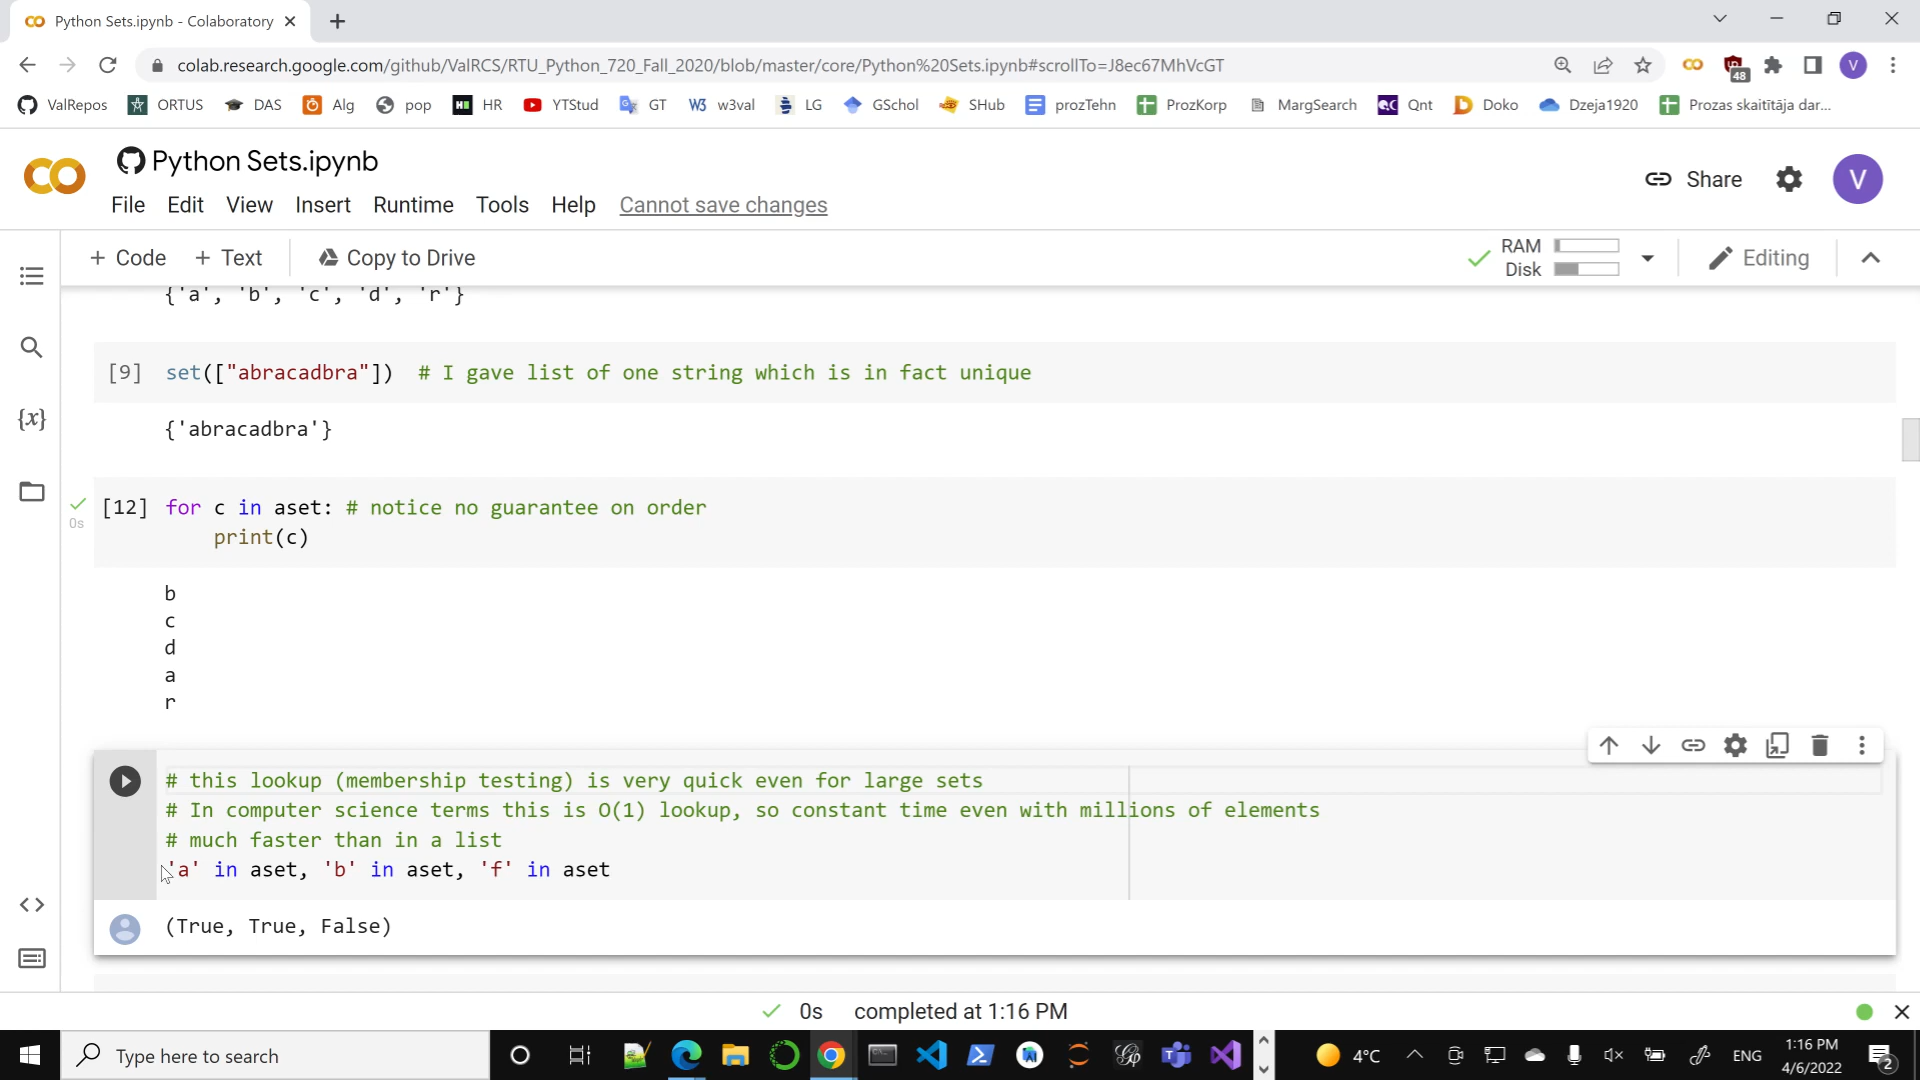 Python Sets.ipynb - Colaboratory
colab.research.google.com/github/ValRCS/RTU_Python_720_Fall_2020/blob/master/core/Python%20Sets.ipynb#scrollTo=J8ec67MhVcGT
48
V
ValRepos ORTUS DAS Alg pop HR YTStud GT w3val LG GSchol SHub prozTehn ProzKorp MargSearch Qnt Doko Dzeja1920 Prozas skaitītāja dar...
Python Sets.ipynb
Share
V
File Edit View Insert Runtime Tools Help Cannot save changes
+ Code + Text Copy to Drive
RAM
Disk
Editing
{'a', 'b', 'c', 'd', 'r'}
[9] set(["abracadbra"]) # I gave list of one string which is in fact unique
{'abracadbra'}
[12] for c in aset: # notice no guarantee on order
0s
print(c)
b
c
d
a
r
# this lookup (membership testing) is very quick even for large sets
# In computer science terms this is O(1) lookup, so constant time even with millions of elements
# much faster than in a list
'a' in aset, 'b' in aset, 'f' in aset
(True, True, False)
0s completed at 1:16 PM
Type here to search
4°C
ENG
1:16 PM
4/6/2022
2